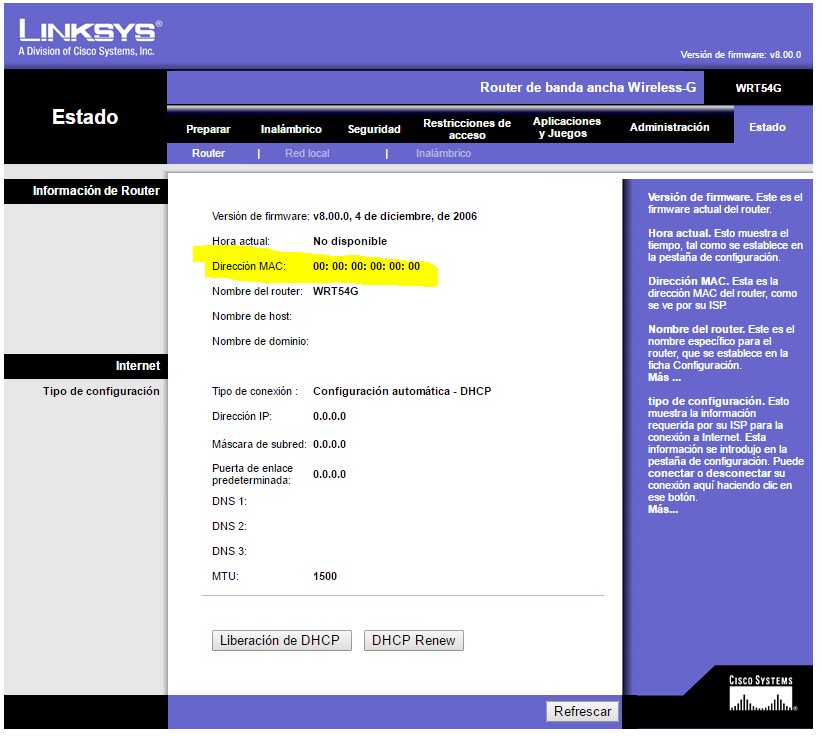 LINKSYS®
A Division of Cisco Systems, Inc.
Versión de firmware: v8.00.0
Router de banda ancha Wireless-G
WRT54G
Estado
Preparar
Inalámbrico
Seguridad
Restricciones de
acceso
Aplicaciones
y Juegos
Administración
Estado
Router | Red local | Inalámbrico
Información de Router
Versión de firmware: v8.00.0, 4 de diciembre, de 2006
Hora actual: No disponible
Dirección MAC: 00: 00: 00: 00: 00: 00
Nombre del router: WRT54G
Nombre de host:
Nombre de dominio:
Internet
Tipo de configuración
Tipo de conexión : Configuración automática - DHCP
Dirección IP: 0.0.0.0
Máscara de subred: 0.0.0.0
Puerta de enlace
predeterminada: 0.0.0.0
DNS 1:
DNS 2:
DNS 3:
MTU: 1500
Liberación de DHCP
DHCP Renew
Versión de firmware. Este es el
firmware actual del router.
Hora actual. Esto muestra el
tiempo, tal como se establece en
la pestaña de configuración.
Dirección MAC. Esta es la
dirección MAC del router, como
se ve por su ISP.
Nombre del router. Este es el
nombre específico para el
router, que se establece en la
ficha Configuración.
Más ...
tipo de configuración. Esto
muestra la información
requerida por su ISP para la
conexión a Internet. Esta
información se introdujo en la
pestaña de configuración. Puede
conectar o desconectar su
conexión aquí haciendo clic en
ese botón.
Más...
Refrescar
CISCO SYSTEMS